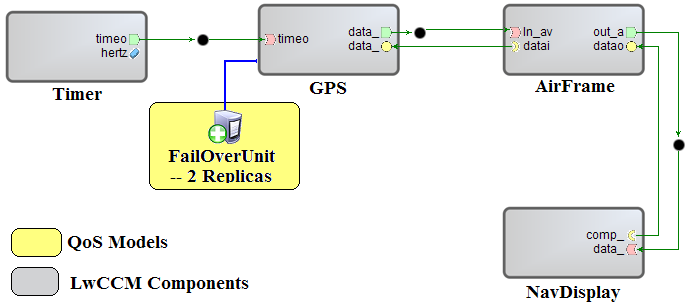 timeo
hertz
Timer
timeo
data_
data_
GPS
In_av
datai
out_a
datao
AirFrame
FailOverUnit
-- 2 Replicas
comp_
data_
NavDisplay
QoS Models
LwCCM Components